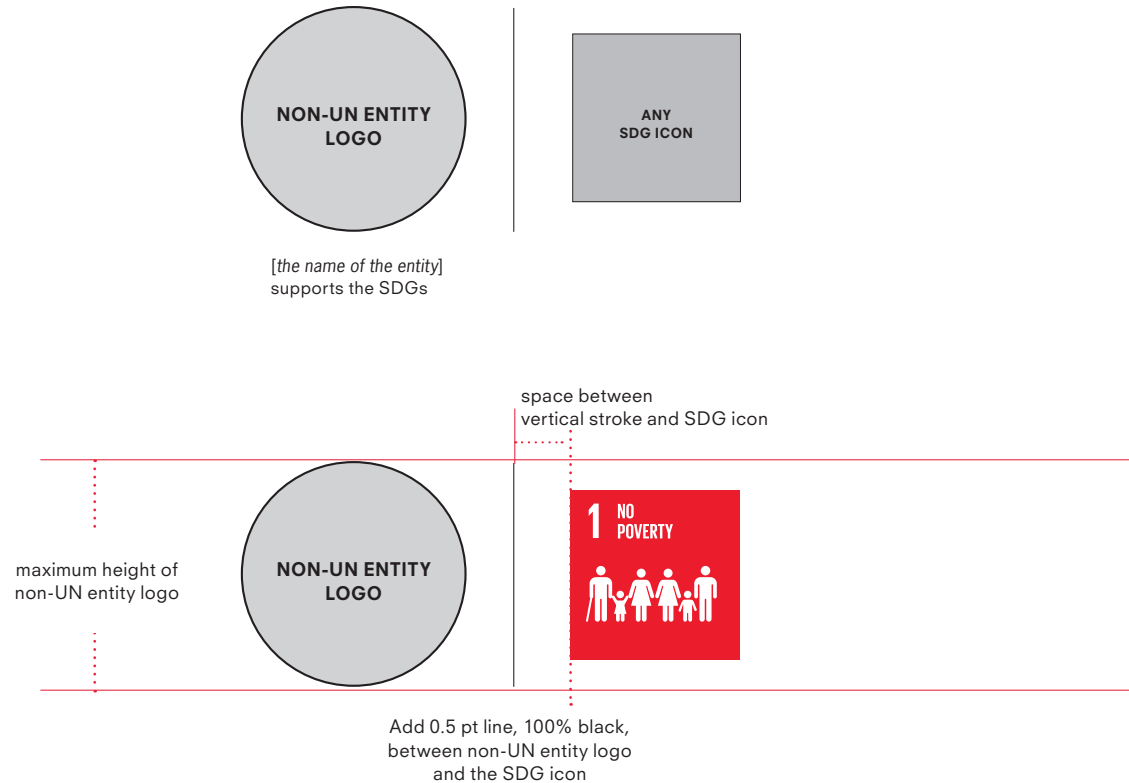 NON-UN ENTITY
LOGO
ANY
SDG ICON
[the name of the entity]
supports the SDGs
space between
vertical stroke and SDG icon
maximum height of
non-UN entity logo
NON-UN ENTITY
LOGO
1 NO
POVERTY
Add 0.5 pt line, 100% black,
between non-UN entity logo
and the SDG icon